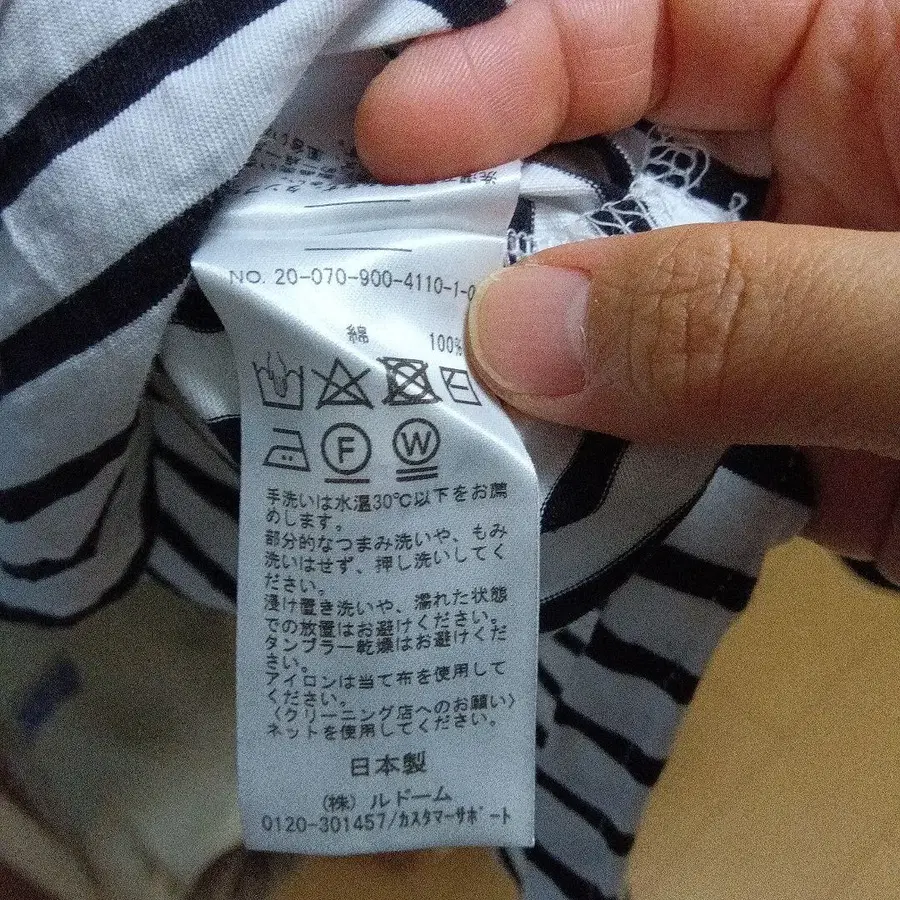 NO. 20-070-900-4110-1-0
綿 100%
F W
手洗いは水温30℃以下をお薦
めします。
部分的なつまみ洗いや、もみ
洗いはせず、押し洗いしてく
ださい。
浸け置き洗いや、濡れた状態
での放置はお避けください。
タンブラー乾燥はお避けくだ
さい。
アイロンは当て布を使用して
ください。
〈クリーニング店へのお願い〉
ネットを使用してください。
日本製
(株) ルドーム
0120-301457/ｶｽﾀﾏｰｻﾎﾟｰﾄ